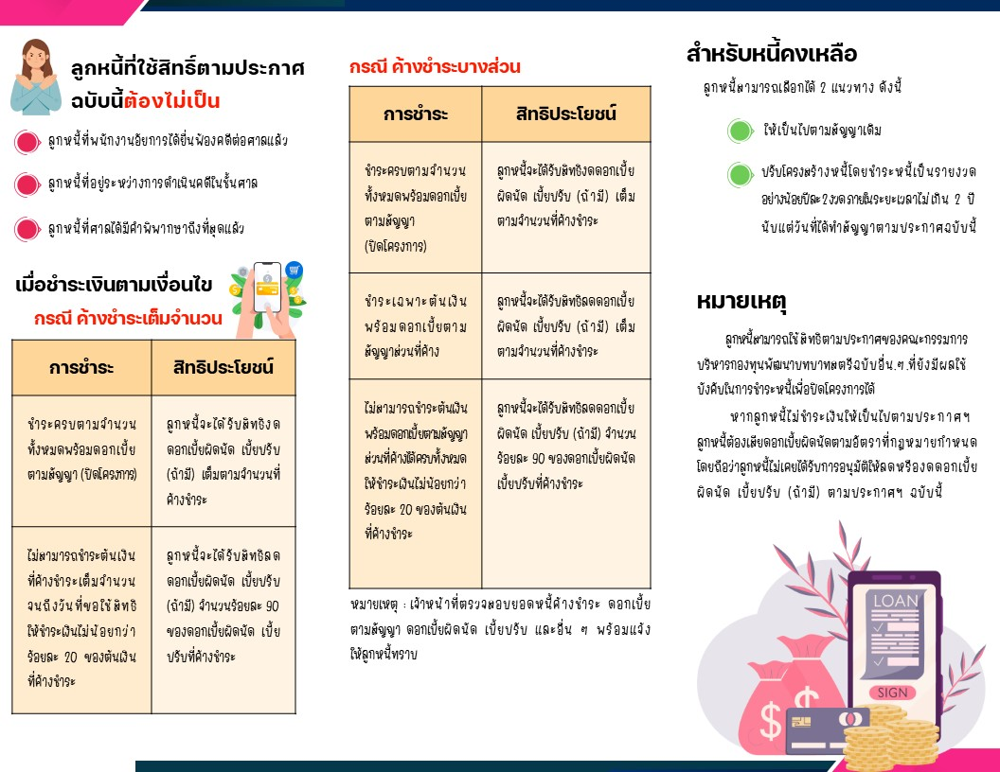 ลูกหนี้ที่ใช้สิทธิ์ตามประกาศ
ฉบับนี้ต้องไม่เป็น
ลูกหนี้ที่พนักงานอัยการได้ยื่นฟ้องคดีต่อศาลแล้ว
ลูกหนี้ที่อยู่ระหว่างการดำเนินคดีในชั้นศาล
ลูกหนี้ที่ศาลได้มีคำพิพากษาถึงที่สุดแล้ว
เมื่อชำระเงินตามเงื่อนไข
กรณี ค้างชำระเต็มจำนวน
การชำระ
สิทธิประโยชน์
ชำระครบตามจำนวน
ทั้งหมดพร้อมดอกเบี้ย
ตามสัญญา (ปิดโครงการ)
ลูกหนี้จะได้รับสิทธิงด
ดอกเบี้ยผิดนัด เบี้ยปรับ
(ถ้ามี) เต็มตามจำนวนที่
ค้างชำระ
ไม่สามารถชำระต้นเงิน
ที่ค้างชำระเต็มจำนวน
จนถึงวันที่ขอใช้สิทธิ
ให้ชำระเงินไม่น้อยกว่า
ร้อยละ 20 ของต้นเงิน
ที่ค้างชำระ
ลูกหนี้จะได้รับสิทธิลด
ดอกเบี้ยผิดนัด เบี้ยปรับ
(ถ้ามี) จำนวนร้อยละ 90
ของดอกเบี้ยผิดนัด เบี้ย
ปรับที่ค้างชำระ
กรณี ค้างชำระบางส่วน
การชำระ
สิทธิประโยชน์
ชำระครบตามจำนวน
ทั้งหมดพร้อมดอกเบี้ย
ตามสัญญา
(ปิดโครงการ)
ลูกหนี้จะได้รับสิทธิงดดอกเบี้ย
ผิดนัด เบี้ยปรับ (ถ้ามี) เต็ม
ตามจำนวนที่ค้างชำระ
ชำระเฉพาะต้นเงิน
พร้อมดอกเบี้ยตาม
สัญญาส่วนที่ค้าง
ลูกหนี้จะได้รับสิทธิลดดอกเบี้ย
ผิดนัด เบี้ยปรับ (ถ้ามี) เต็ม
ตามจำนวนที่ค้างชำระ
ไม่สามารถชำระต้นเงิน
พร้อมดอกเบี้ยตามสัญญา
ส่วนที่ค้างได้ครบทั้งหมด
ให้ชำระเงินไม่น้อยกว่า
ร้อยละ 20 ของต้นเงิน
ที่ค้างชำระ
ลูกหนี้จะได้รับสิทธิลดดอกเบี้ย
ผิดนัด เบี้ยปรับ (ถ้ามี) จำนวน
ร้อยละ 90 ของดอกเบี้ยผิดนัด
เบี้ยปรับที่ค้างชำระ
หมายเหตุ : เจ้าหน้าที่ตรวจสอบยอดหนี้ค้างชำระ ดอกเบี้ย
ตามสัญญา ดอกเบี้ยผิดนัด เบี้ยปรับ และอื่น ๆ พร้อมแจ้ง
ให้ลูกหนี้ทราบ
สำหรับหนี้คงเหลือ
ลูกหนี้สามารถเลือกได้ 2 แนวทาง ดังนี้
ให้เป็นไปตามสัญญาเดิม
ปรับโครงสร้างหนี้โดยชำระหนี้เป็นรายงวด
อย่างน้อยปีละ 2 งวด ภายในระยะเวลาไม่เกิน 2 ปี
นับแต่วันที่ได้ทำสัญญาตามประกาศฉบับนี้
หมายเหตุ
ลูกหนี้สามารถใช้สิทธิตามประกาศของคณะกรรมการ
บริหารกองทุนพัฒนาบทบาทสตรีฉบับอื่น.ๆ.ที่ยังมีผลใช้
บังคับในการชำระหนี้เพื่อปิดโครงการได้
หากลูกหนี้ไม่ชำระเงินให้เป็นไปตามประกาศฯ
ลูกหนี้ต้องเสียดอกเบี้ยผิดนัดตามอัตราที่กฎหมายกำหนด
โดยถือว่าลูกหนี้ไม่เคยได้รับการอนุมัติให้ลดหรืองดดอกเบี้ย
ผิดนัด เบี้ยปรับ (ถ้ามี) ตามประกาศฯ ฉบับนี้
LOAN
SIGN
$
$